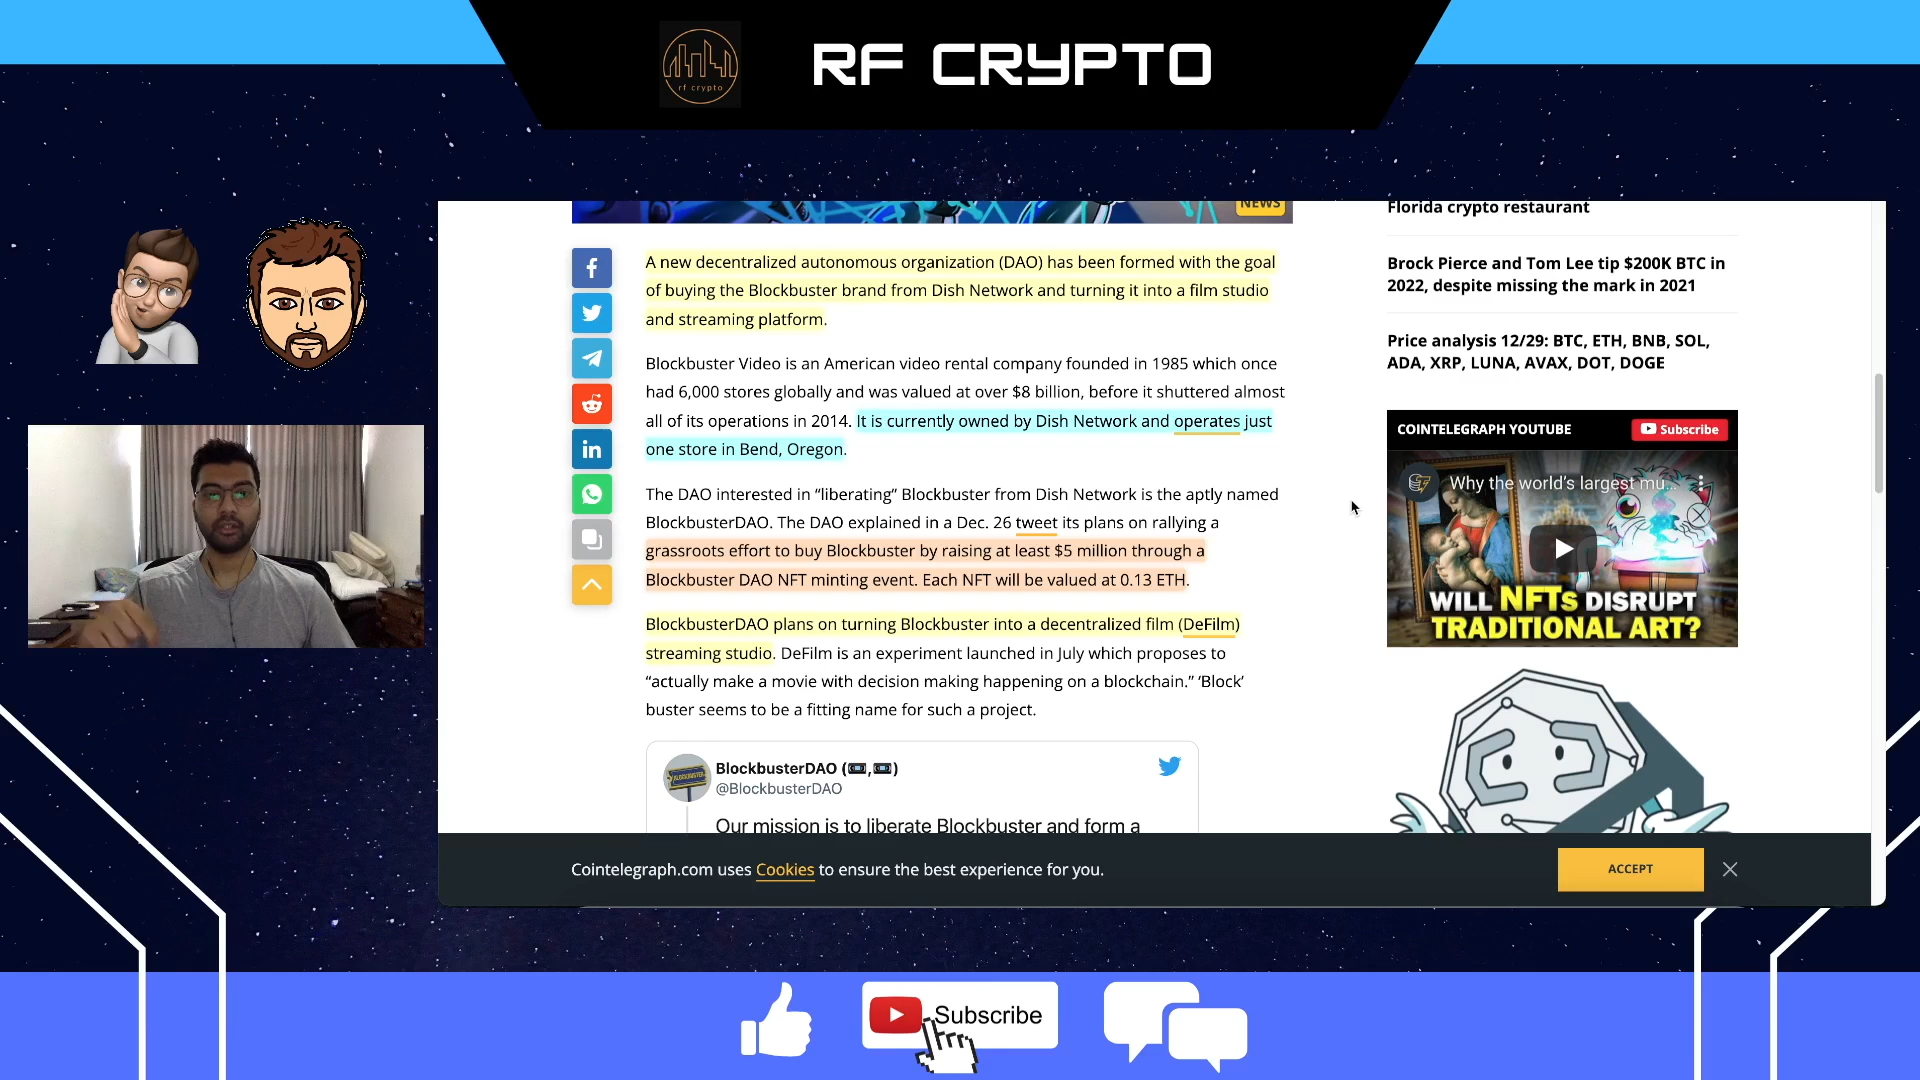 rf crypto
RF CRYPTO
NEWS
A new decentralized autonomous organization (DAO) has been formed with the goal
of buying the Blockbuster brand from Dish Network and turning it into a film studio
and streaming platform.
Blockbuster Video is an American video rental company founded in 1985 which once
had 6,000 stores globally and was valued at over $8 billion, before it shuttered almost
all of its operations in 2014. It is currently owned by Dish Network and operates just
one store in Bend, Oregon.
The DAO interested in “liberating” Blockbuster from Dish Network is the aptly named
BlockbusterDAO. The DAO explained in a Dec. 26 tweet its plans on rallying a
grassroots effort to buy Blockbuster by raising at least $5 million through a
Blockbuster DAO NFT minting event. Each NFT will be valued at 0.13 ETH.
BlockbusterDAO plans on turning Blockbuster into a decentralized film (DeFilm)
streaming studio. DeFilm is an experiment launched in July which proposes to
“actually make a movie with decision making happening on a blockchain.” ‘Block’
buster seems to be a fitting name for such a project.
BLOCKBUSTER
BlockbusterDAO (📼,📼)
@BlockbusterDAO
Our mission is to liberate Blockbuster and form a
Florida crypto restaurant
Brock Pierce and Tom Lee tip $200K BTC in
2022, despite missing the mark in 2021
Price analysis 12/29: BTC, ETH, BNB, SOL,
ADA, XRP, LUNA, AVAX, DOT, DOGE
COINTELEGRAPH YOUTUBE
Subscribe
Why the world’s largest mu...
WILL NFTs DISRUPT
TRADITIONAL ART?
Cointelegraph.com uses Cookies to ensure the best experience for you.
ACCEPT
Subscribe